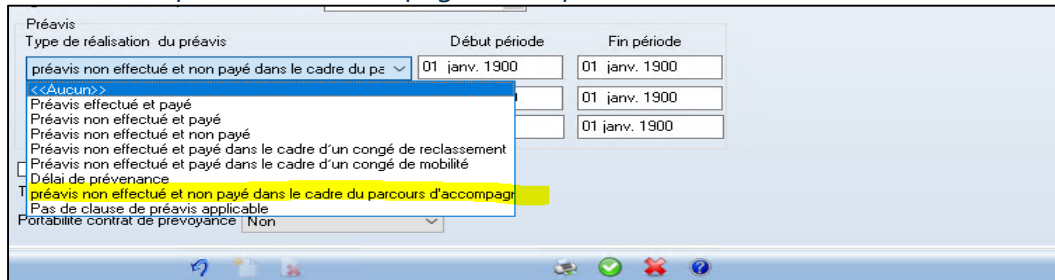 Préavis
Type de réalisation du préavis Début période Fin période
préavis non effectué et non payé dans le cadre du pa 01 janv. 1900 01 janv. 1900
<<Aucun>>
Préavis effectué et payé 01 janv. 1900
Préavis non effectué et payé
Préavis non effectué et non payé 01 janv. 1900
Préavis non effectué et payé dans le cadre d'un congé de reclassement
Préavis non effectué et payé dans le cadre d'un congé de mobilité
Délai de prévenance
T
préavis non effectué et non payé dans le cadre du parcours d'accompagn
Pas de clause de préavis applicable
Portabilité contrat de prévoyance Non